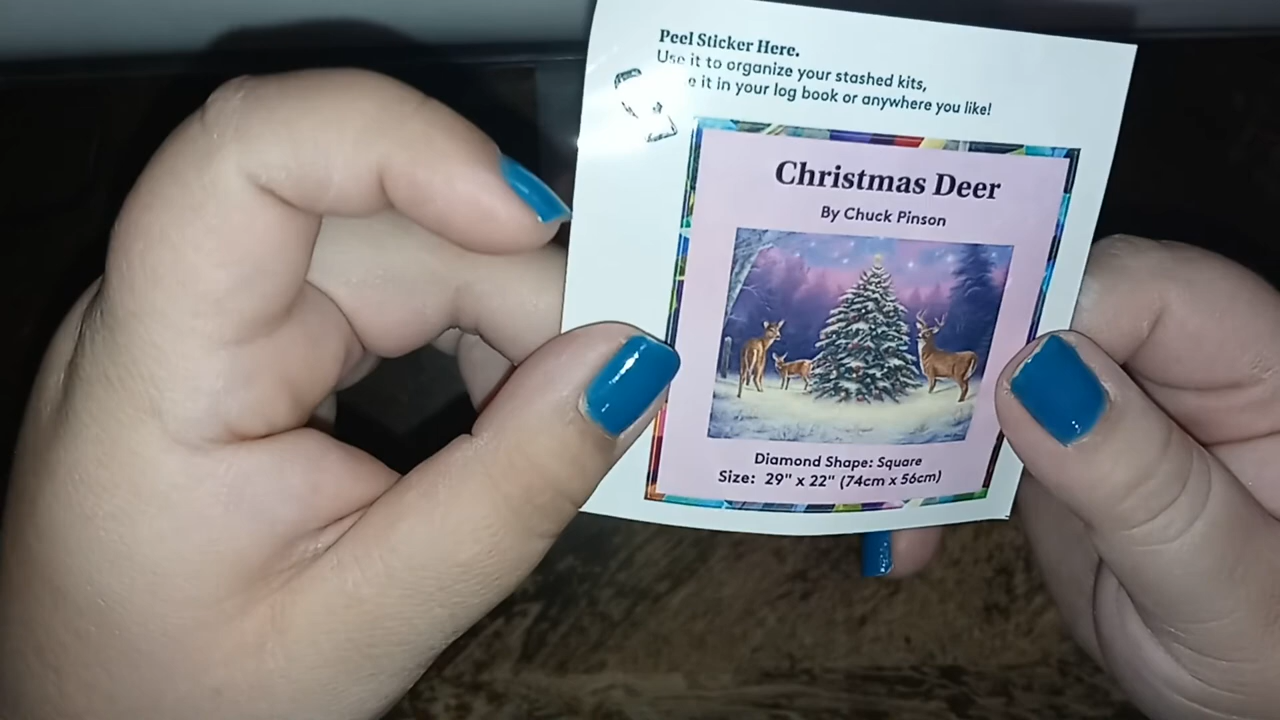 Peel Sticker Here.
Use it to organize your stashed kits,
it in your log book or anywhere you like!
Christmas Deer
By Chuck Pinson
Diamond Shape: Square
Size: 29" x 22" (74cm x 56cm)